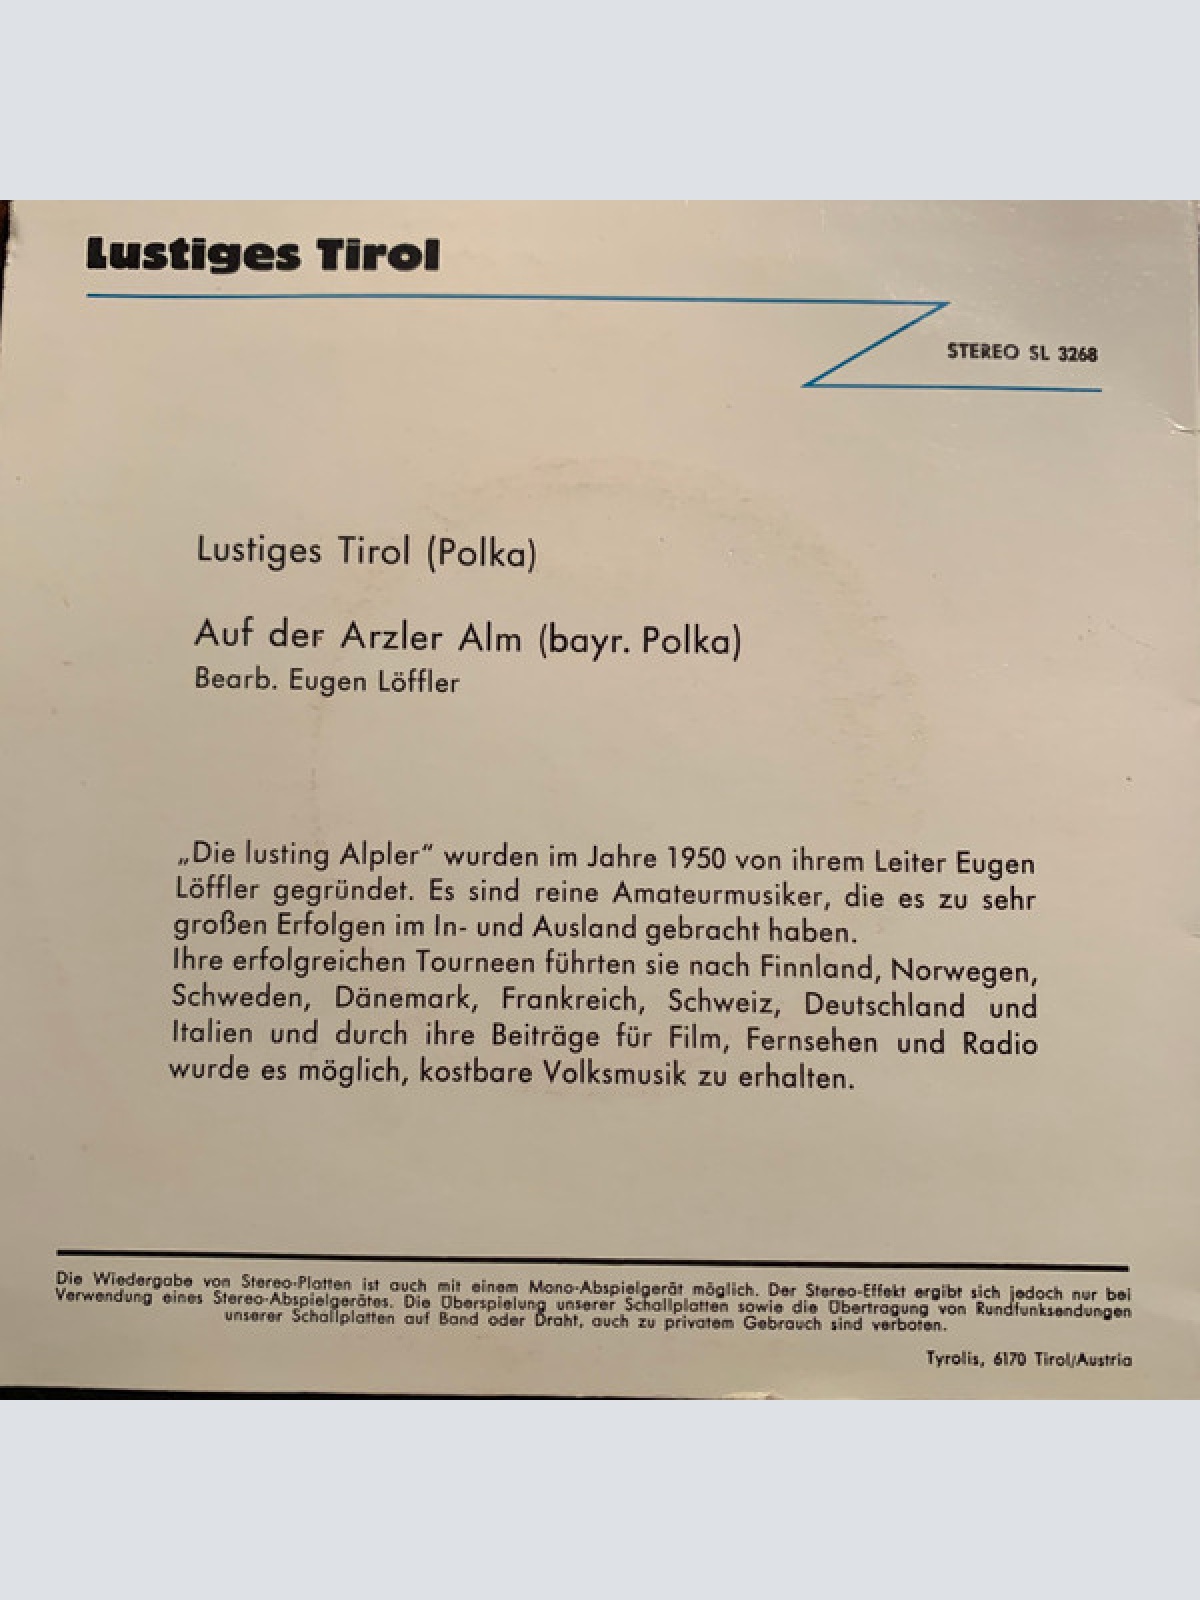 Lustiges Tirol
STEREO SL 3268
Lustiges Tirol (Polka)
Auf der Arzler Alm (bayr. Polka)
Bearb. Eugen Löffler
„Die lusting Alpler“ wurden im Jahre 1950 von ihrem Leiter Eugen
Löffler gegründet. Es sind reine Amateurmusiker, die es zu sehr
großen Erfolgen im In- und Ausland gebracht haben.
Ihre erfolgreichen Tourneen führten sie nach Finnland, Norwegen,
Schweden, Dänemark, Frankreich, Schweiz, Deutschland und
Italien und durch ihre Beiträge für Film, Fernsehen und Radio
wurde es möglich, kostbare Volksmusik zu erhalten.
Die Wiedergabe von Stereo-Platten ist auch mit einem Mono-Abspielgerät möglich. Der Stereo-Effekt ergibt sich jedoch nur bei
Verwendung eines Stereo-Abspielgerätes. Die Überspielung unserer Schallplatten sowie die Übertragung von Rundfunksendungen
unserer Schallplatten auf Band oder Draht, auch zu privatem Gebrauch sind verboten.
Tyrolis, 6170 Tirol/Austria